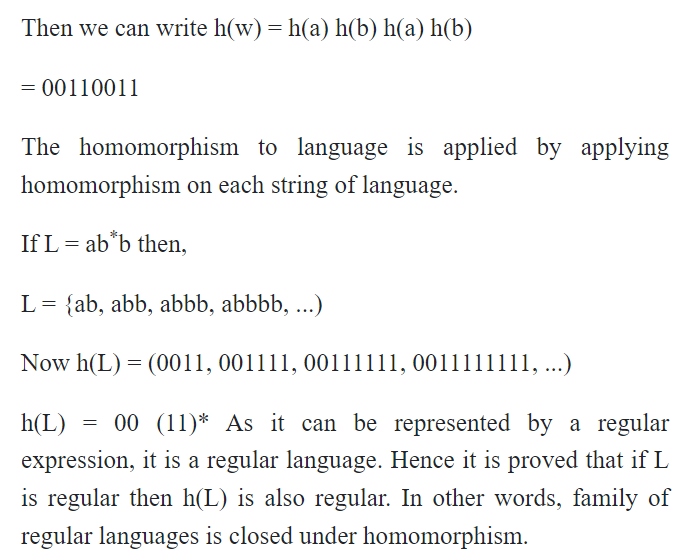 Then we can write h(w) = h(a) h(b) h(a) h(b)
= 00110011
The homomorphism to language is applied by applying
homomorphism on each string of language.
If L = ab*b then,
L = {ab, abb, abbb, abbbb, ...)
Now h(L) = (0011, 001111, 00111111, 0011111111, ...)
h(L) = 00 (11)* As it can be represented by a regular
expression, it is a regular language. Hence it is proved that if L
is regular then h(L) is also regular. In other words, family of
regular languages is closed under homomorphism.